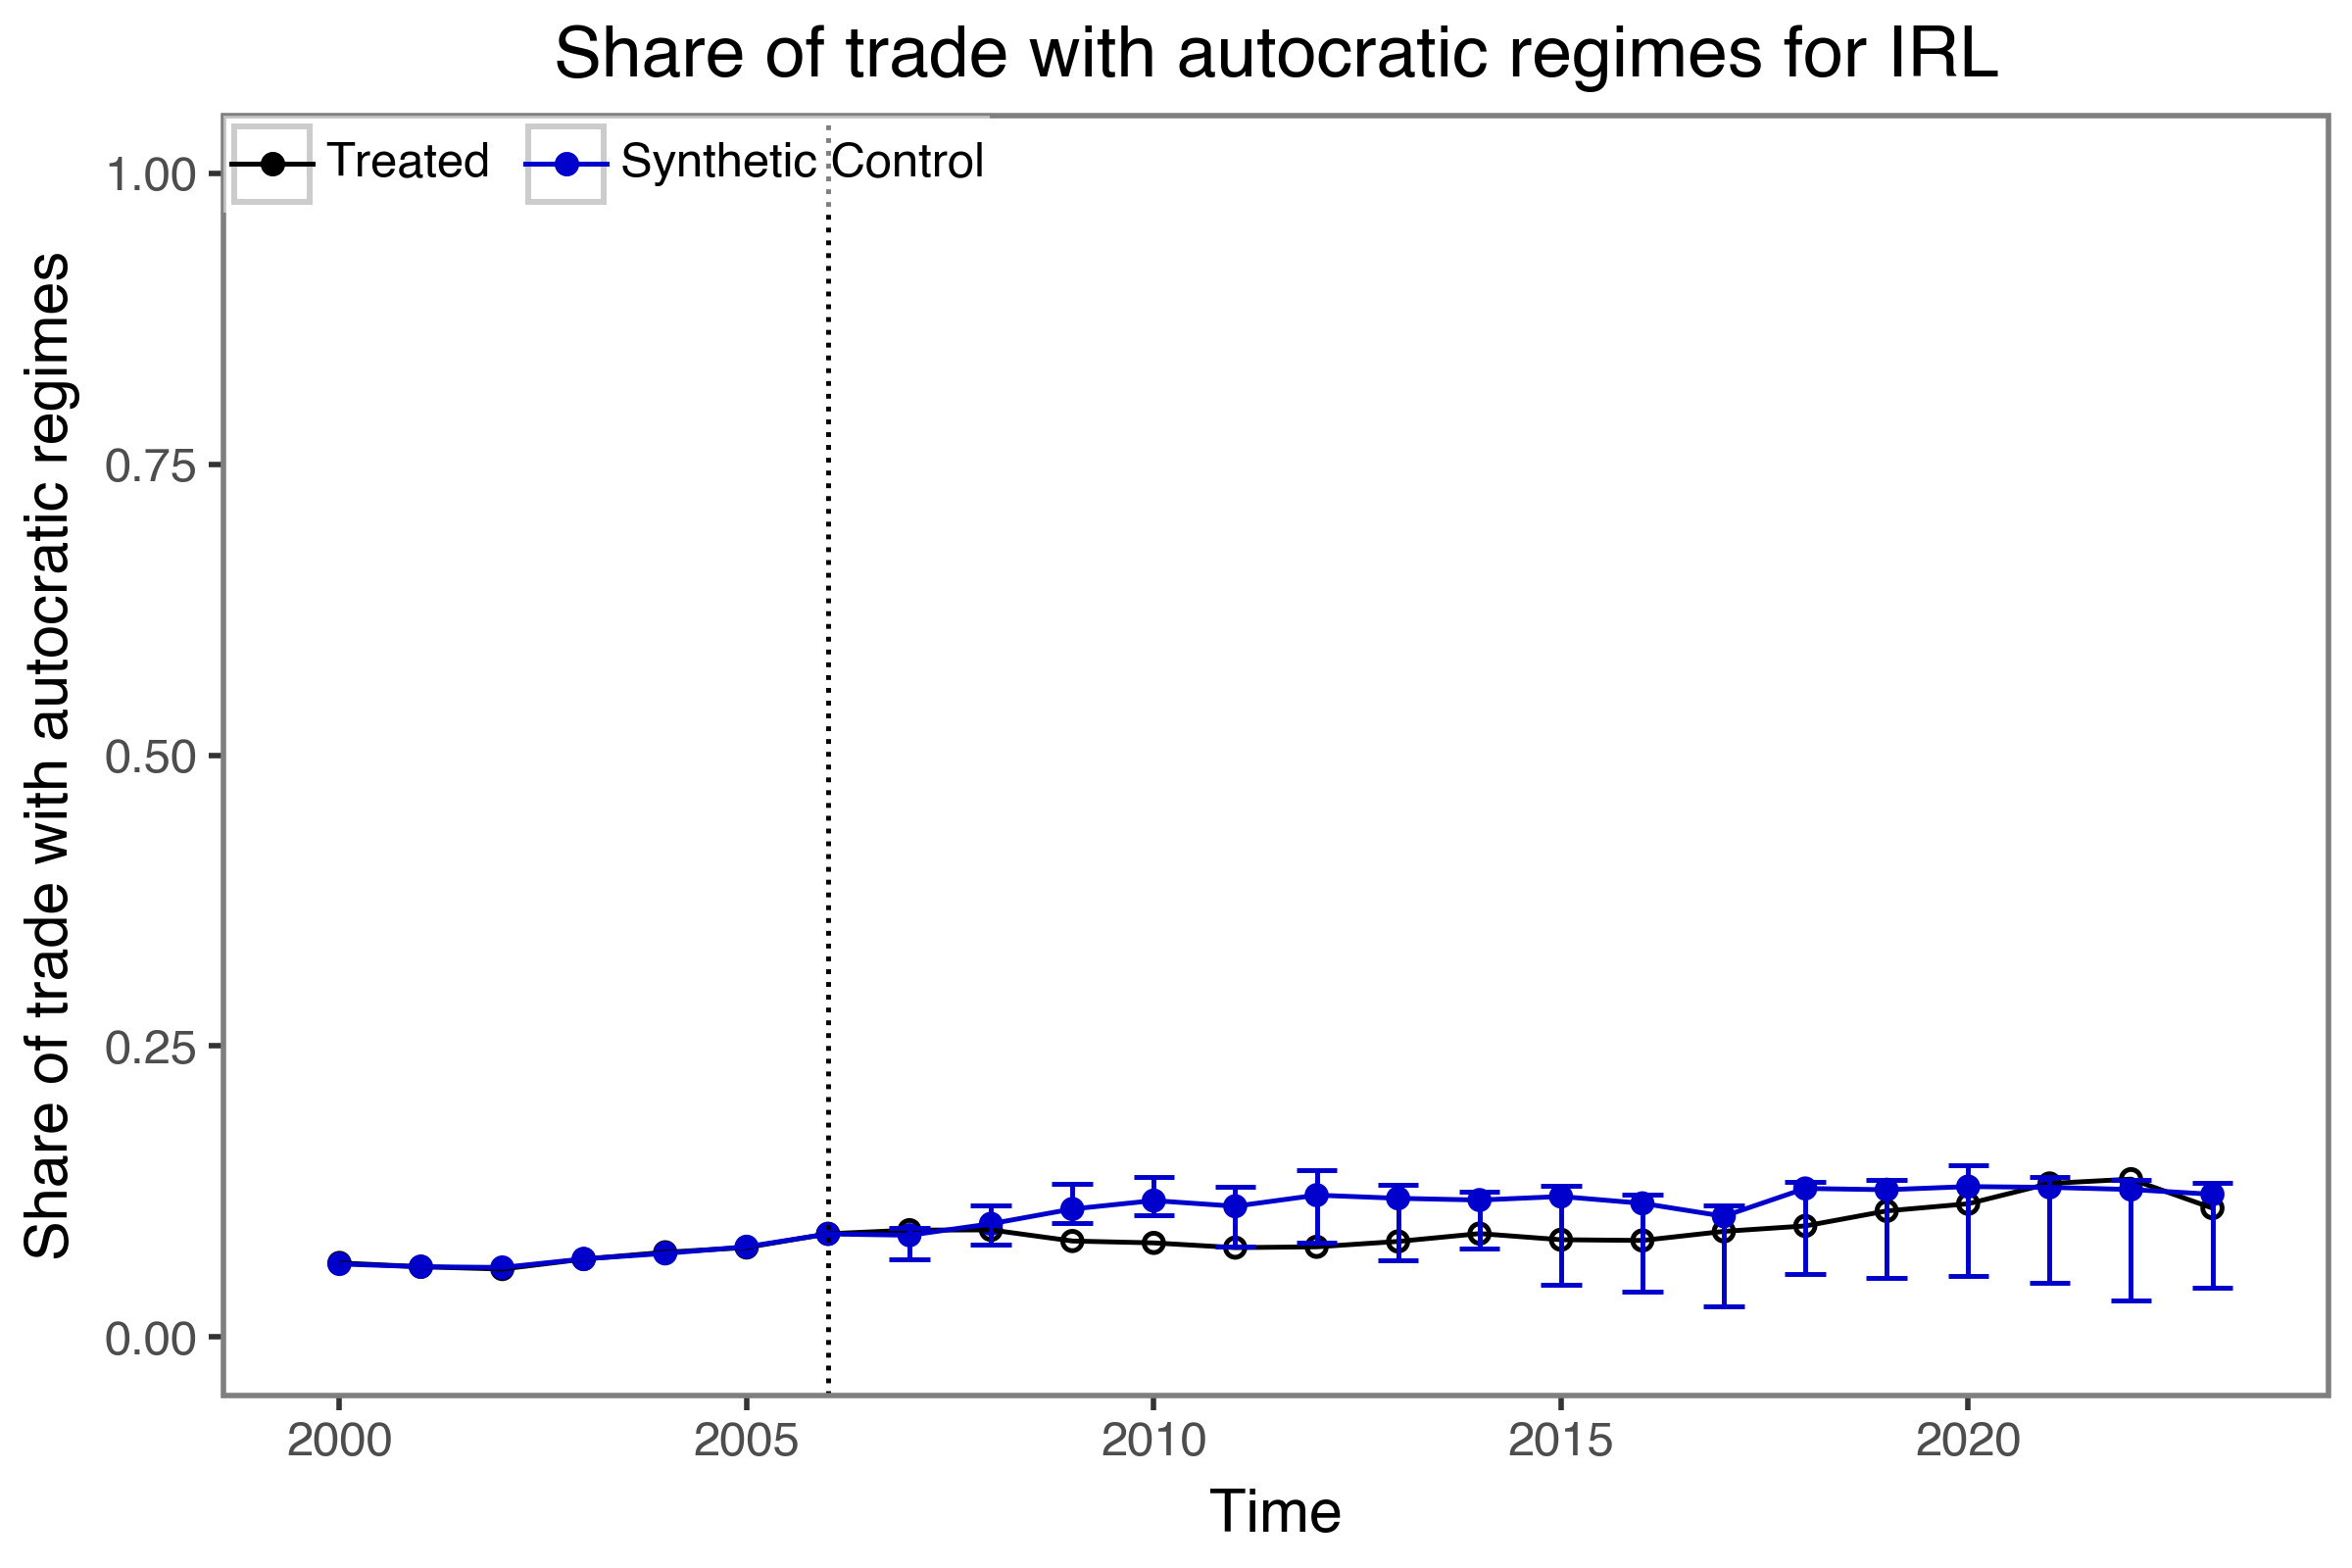 Share of trade with autocratic regimes for IRL
Treated
Synthetic Control
Share of trade with autocratic regimes
1.00
0.75
0.50
0.25
0.00
2000
2005
2010
2015
2020
Time